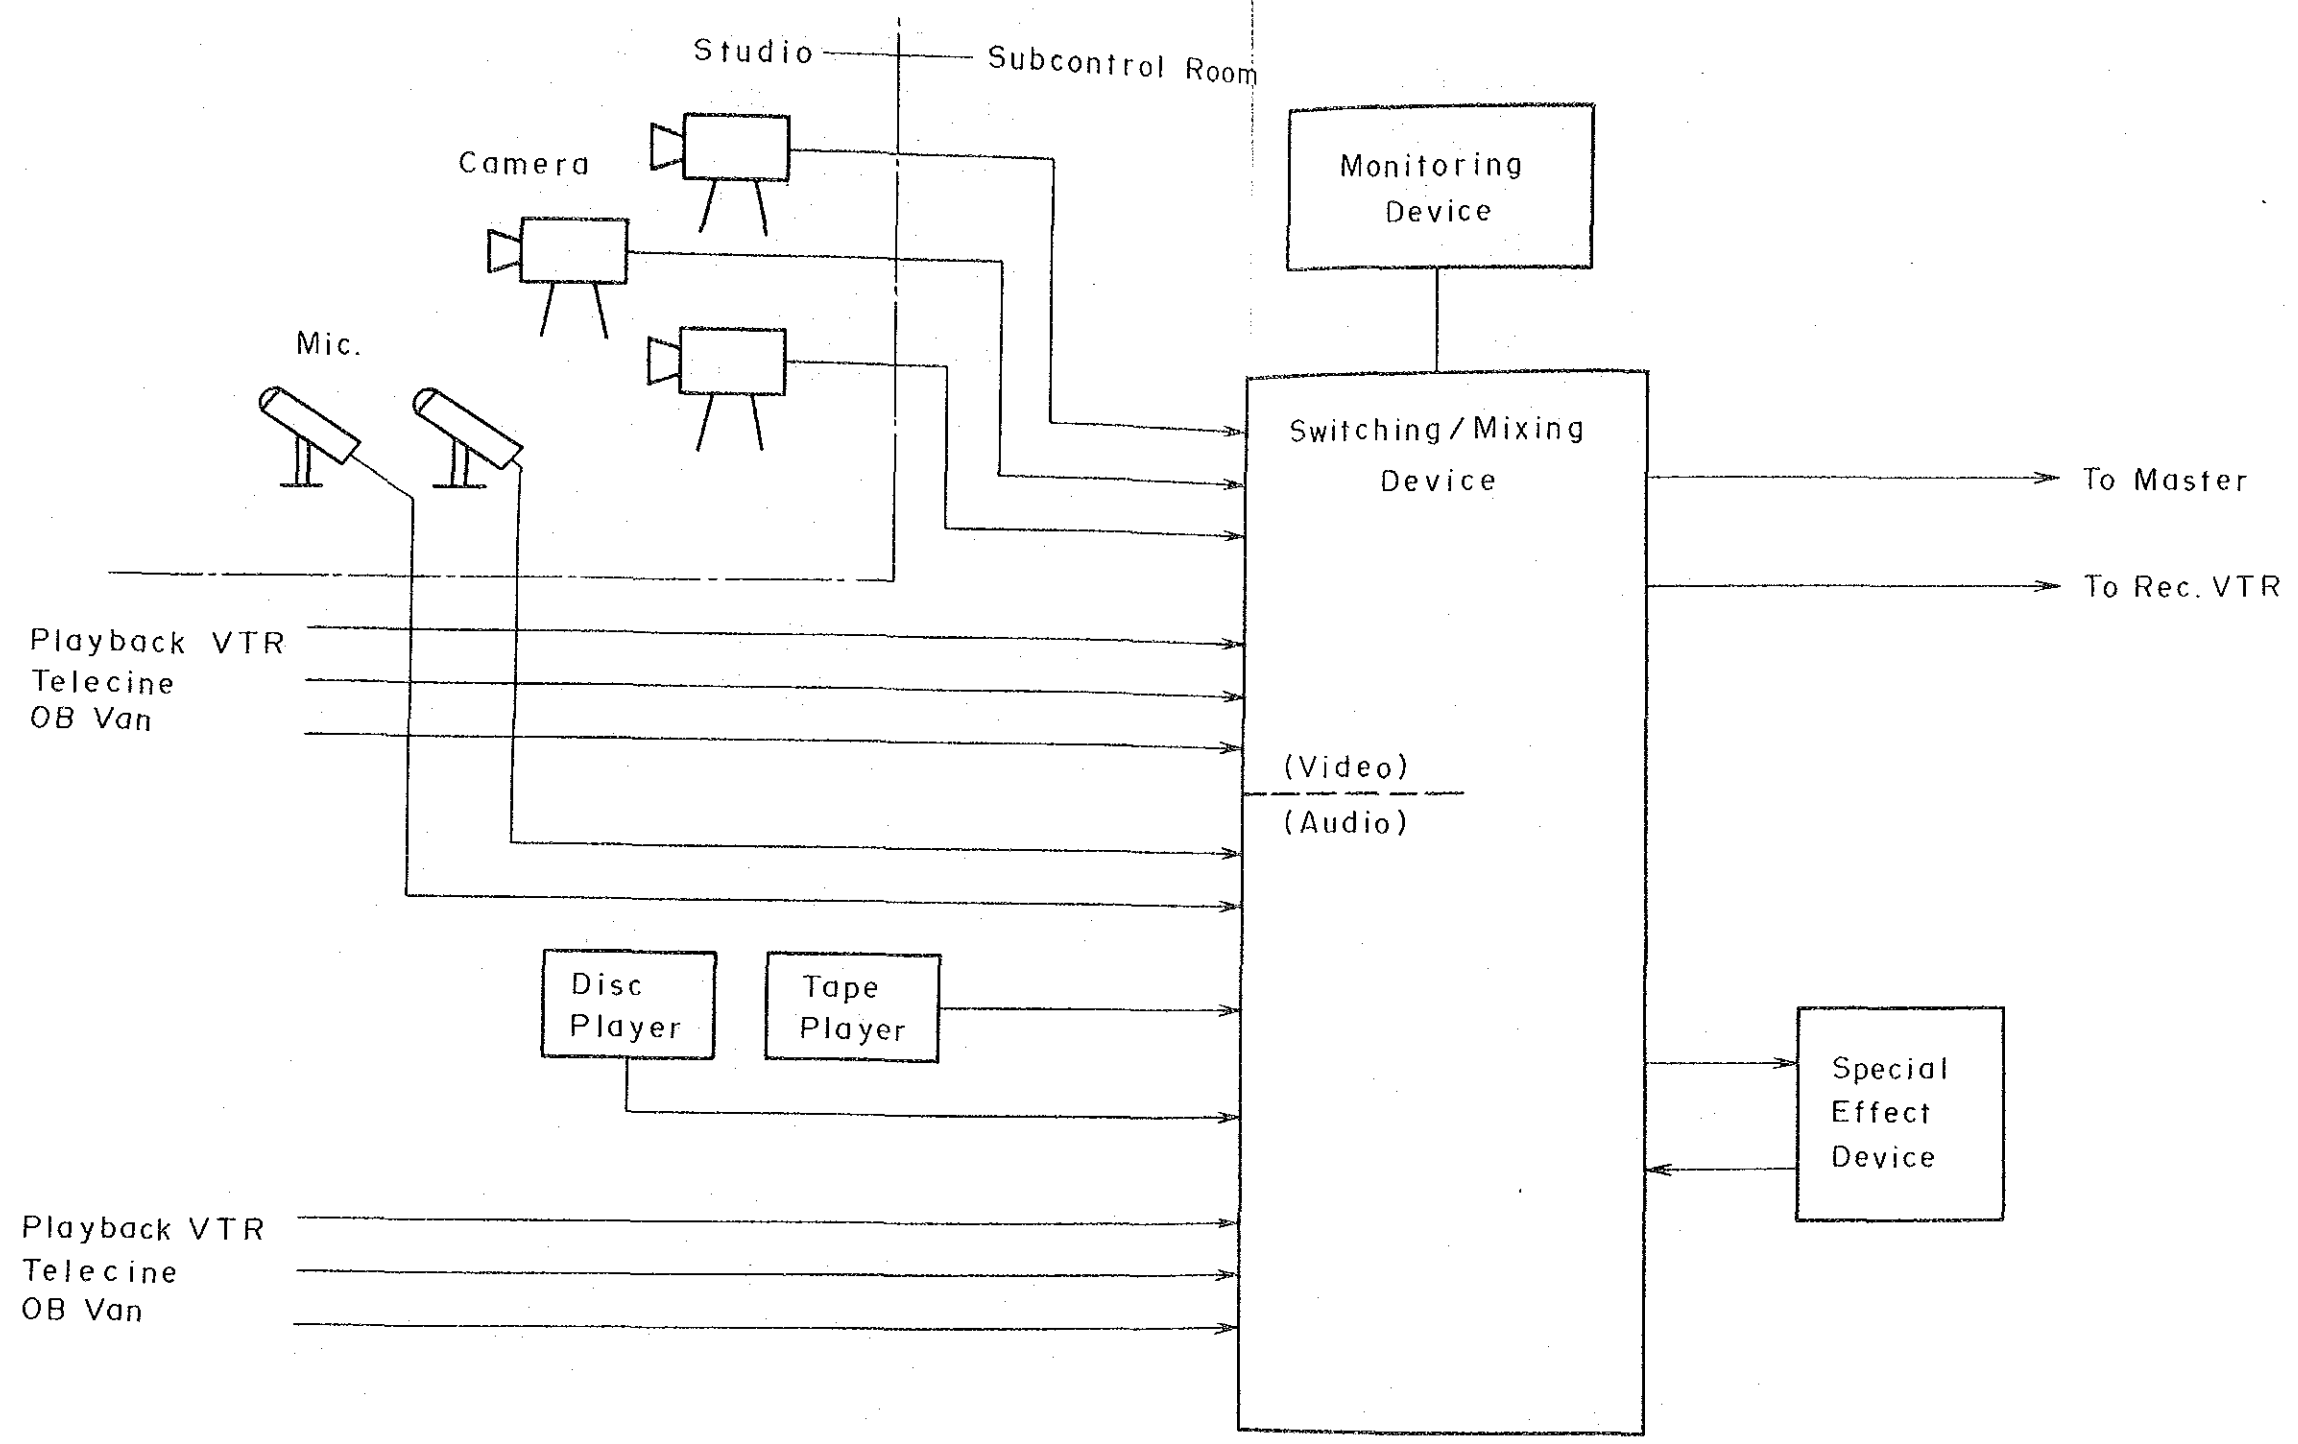 Studio
Subcontrol Room
Camera
Monitoring
Device
Mic.
Switching/Mixing
Device
To Master
To Rec. VTR
Playback VTR
Telecine
OB Van
(Video)
(Audio)
Disc
Player
Tape
Player
Special
Effect
Device
Playback VTR
Telecine
OB Van